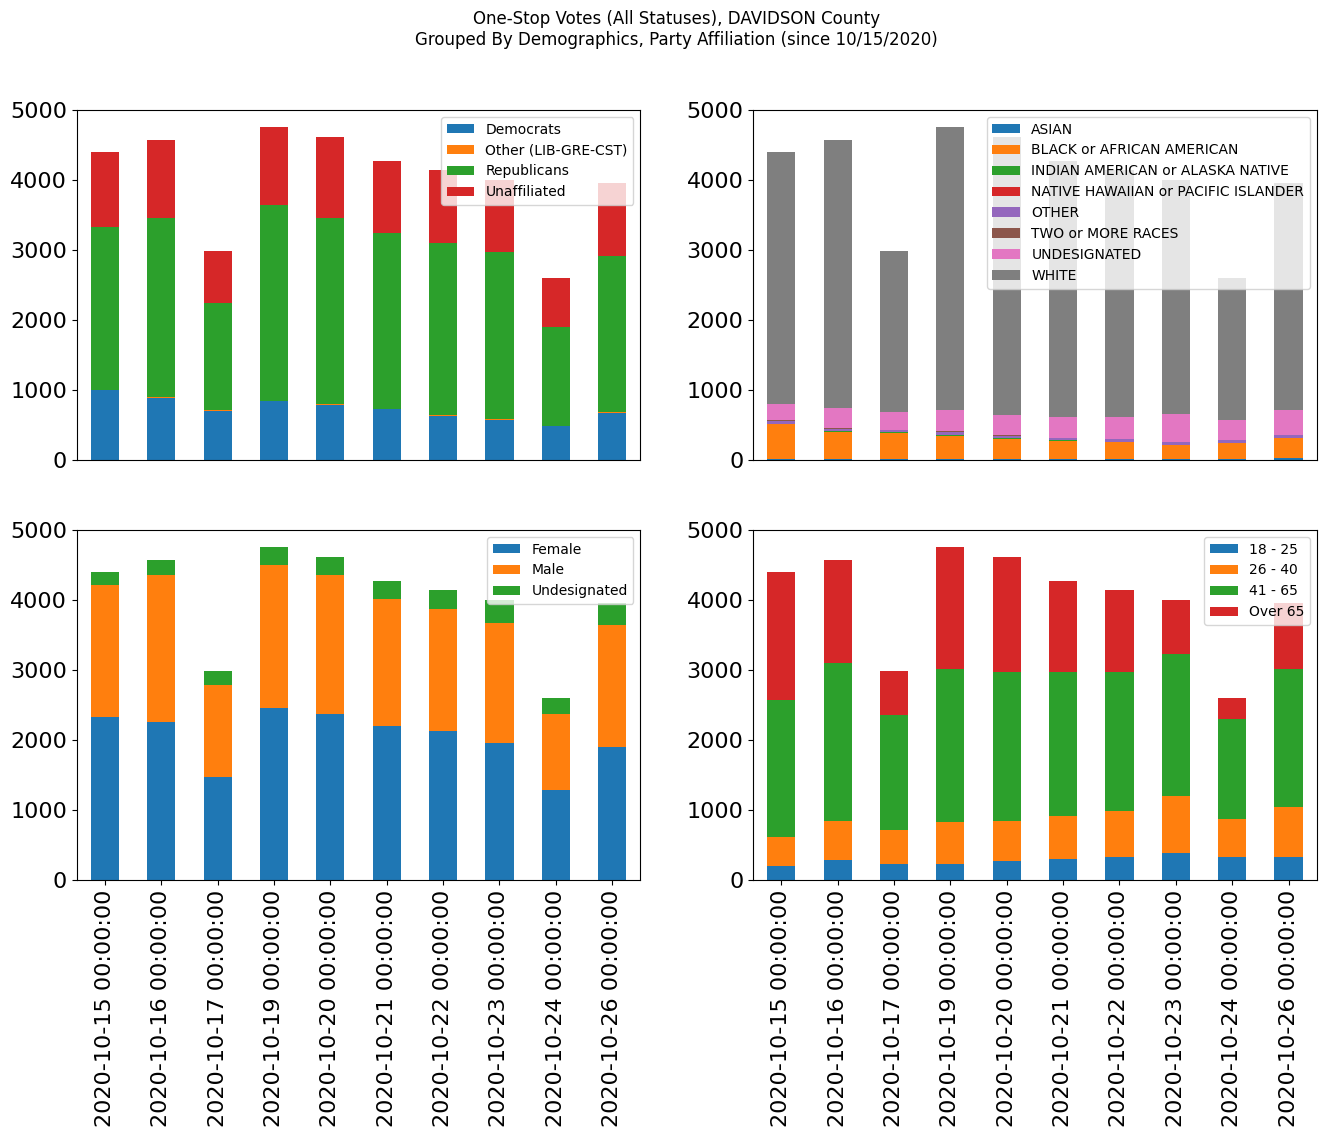 One-Stop Votes (All Statuses), DAVIDSON County
Grouped By Demographics, Party Affiliation (since 10/15/2020)
5000
4000
3000
2000
1000
0
Democrats
Other (LIB-GRE-CST)
Republicans
Unaffiliated
5000
4000
3000
2000
1000
0
ASIAN
BLACK or AFRICAN AMERICAN
INDIAN AMERICAN or ALASKA NATIVE
NATIVE HAWAIIAN or PACIFIC ISLANDER
OTHER
TWO or MORE RACES
UNDESIGNATED
WHITE
5000
4000
3000
2000
1000
0
Female
Male
Undesignated
2020-10-15 00:00:00
2020-10-16 00:00:00
2020-10-17 00:00:00
2020-10-19 00:00:00
2020-10-20 00:00:00
2020-10-21 00:00:00
2020-10-22 00:00:00
2020-10-23 00:00:00
2020-10-24 00:00:00
2020-10-26 00:00:00
5000
4000
3000
2000
1000
0
18 - 25
26 - 40
41 - 65
Over 65
2020-10-15 00:00:00
2020-10-16 00:00:00
2020-10-17 00:00:00
2020-10-19 00:00:00
2020-10-20 00:00:00
2020-10-21 00:00:00
2020-10-22 00:00:00
2020-10-23 00:00:00
2020-10-24 00:00:00
2020-10-26 00:00:00